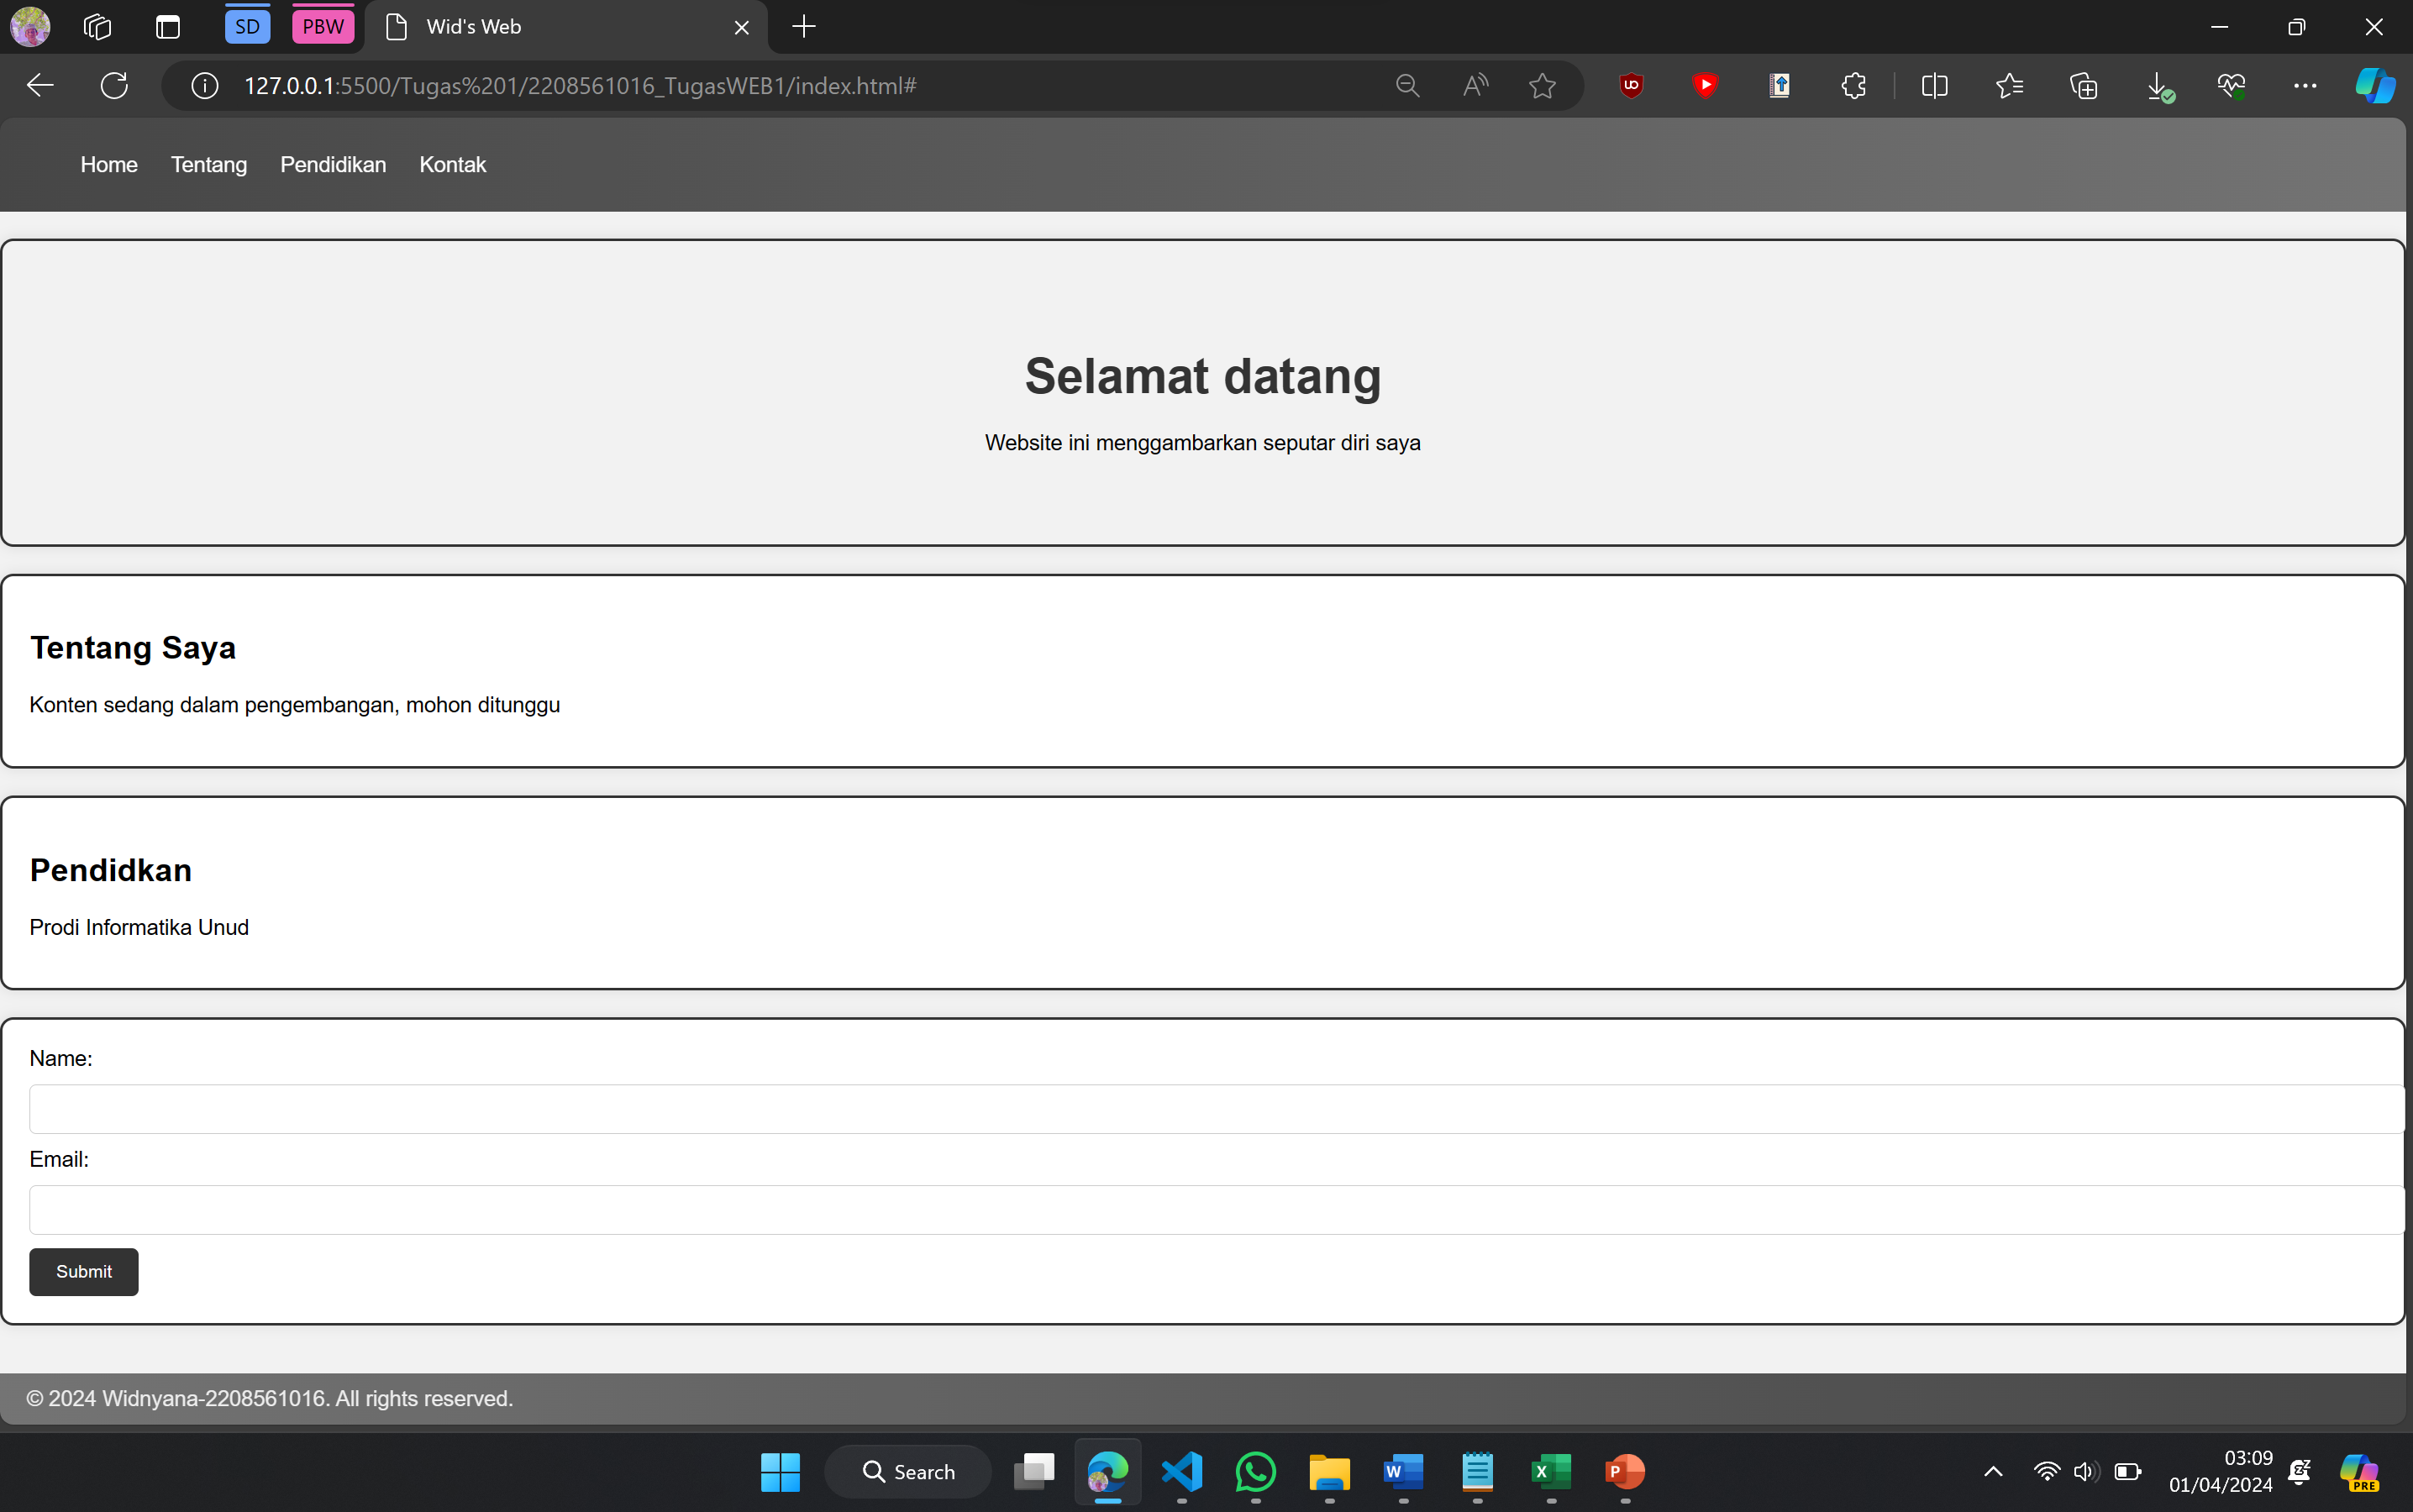 SD PBW Wid's Web
127.0.0.1:5500/Tugas%201/2208561016_TugasWEB1/index.html#
Home Tentang Pendidikan Kontak
Selamat datang
Website ini menggambarkan seputar diri saya
Tentang Saya
Konten sedang dalam pengembangan, mohon ditunggu
Pendidkan
Prodi Informatika Unud
Name:
Email:
Submit
© 2024 Widnyana-2208561016. All rights reserved.
Search
03:09
01/04/2024
PRE